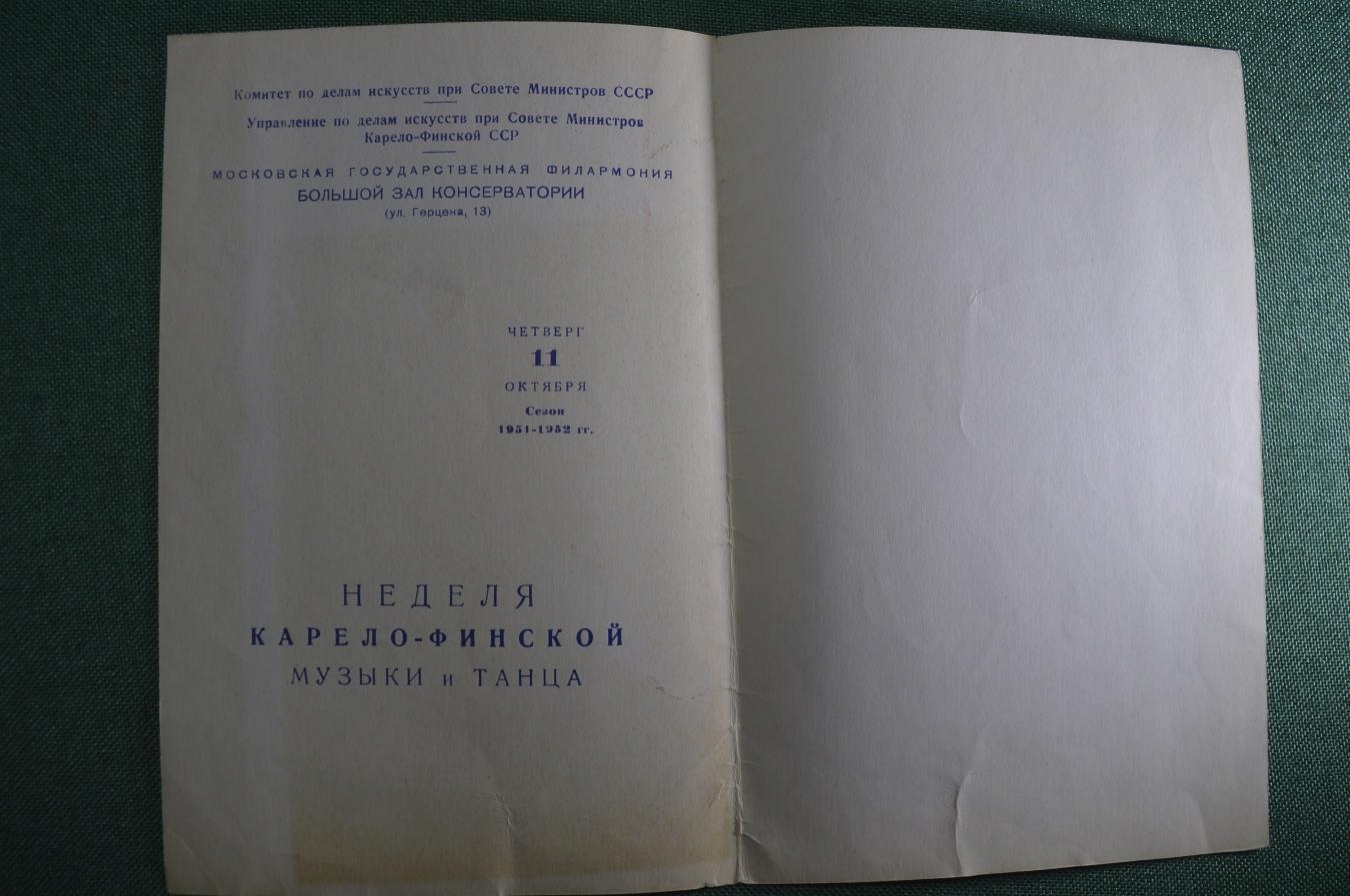 Комитет по делам искусств при Совете Министров СССР
Управление по делам искусств при Совете Министров
Карело-Финской ССР
МОСКОВСКАЯ ГОСУДАРСТВЕННАЯ ФИЛАРМОНИЯ
БОЛЬШОЙ ЗАЛ КОНСЕРВАТОРИИ
(ул. Герцена, 13)
ЧЕТВЕРГ
11
ОКТЯБРЯ
Сезон
1951-1952 гг.
НЕДЕЛЯ
КАРЕЛО-ФИНСКОЙ
МУЗЫКИ и ТАНЦА